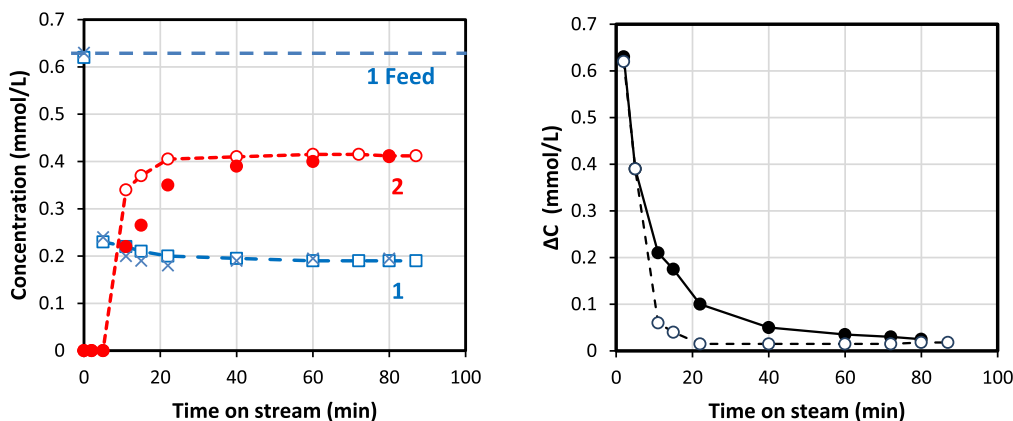 0.7
0.6
0.5
0.4
0.3
0.2
0.1
0
Concentration (mmol/L)
1 Feed
2
1
0 20 40 60 80 100
Time on stream (min)
0.7
0.6
0.5
0.4
0.3
0.2
0.1
0
ΔC (mmol/L)
0 20 40 60 80 100
Time on steam (min)